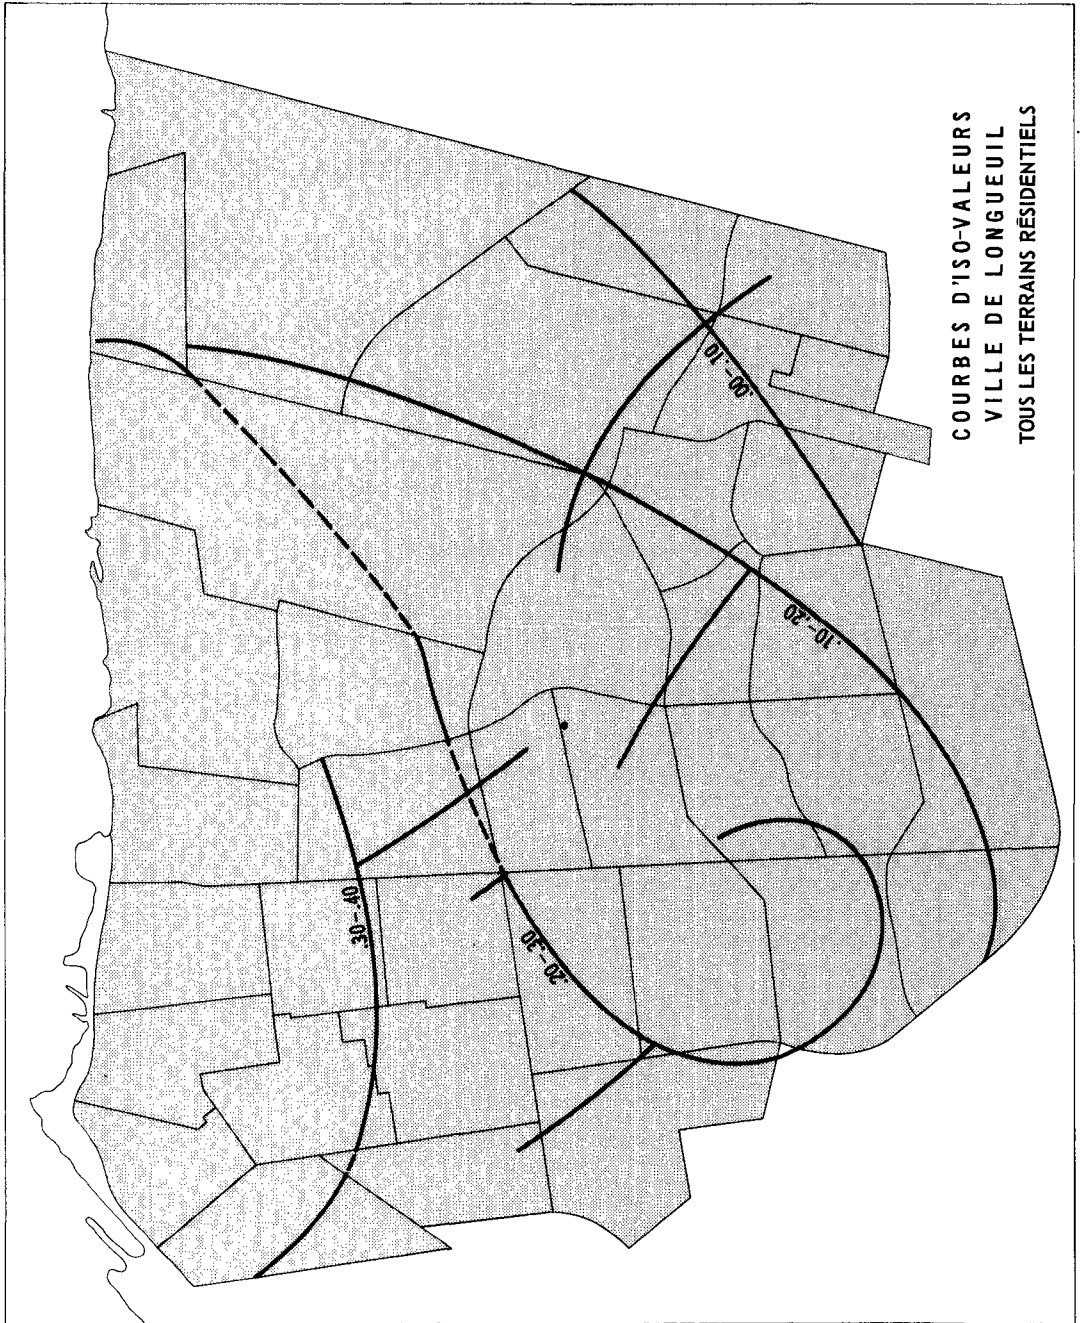 COURBES D'ISO-VALEURS
VILLE DE LONGUEUIL
TOUS LES TERRAINS RÉSIDENTIELS
.00-.10
.10-.20
.20-.30
.30-.40